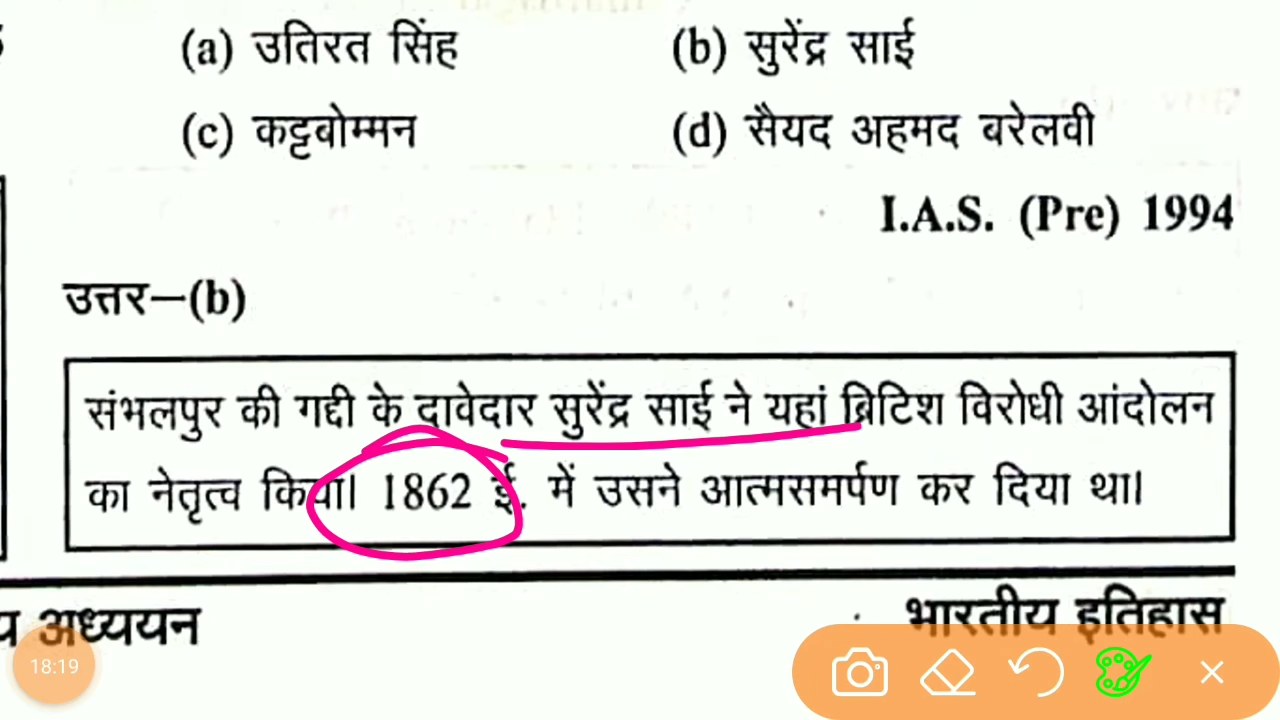 (a) उतिरत सिंह (b) सुरेंद्र साई
(c) कट्टबोम्मन (d) सैयद अहमद बरेलवी
I.A.S. (Pre) 1994
उत्तर–(b)
संभलपुर की गद्दी के दावेदार सुरेंद्र साई ने यहां ब्रिटिश विरोधी आंदोलन
का नेतृत्व किया। 1862 ई. में उसने आत्मसमर्पण कर दिया था।
अध्ययन भारतीय इतिहास
18:19